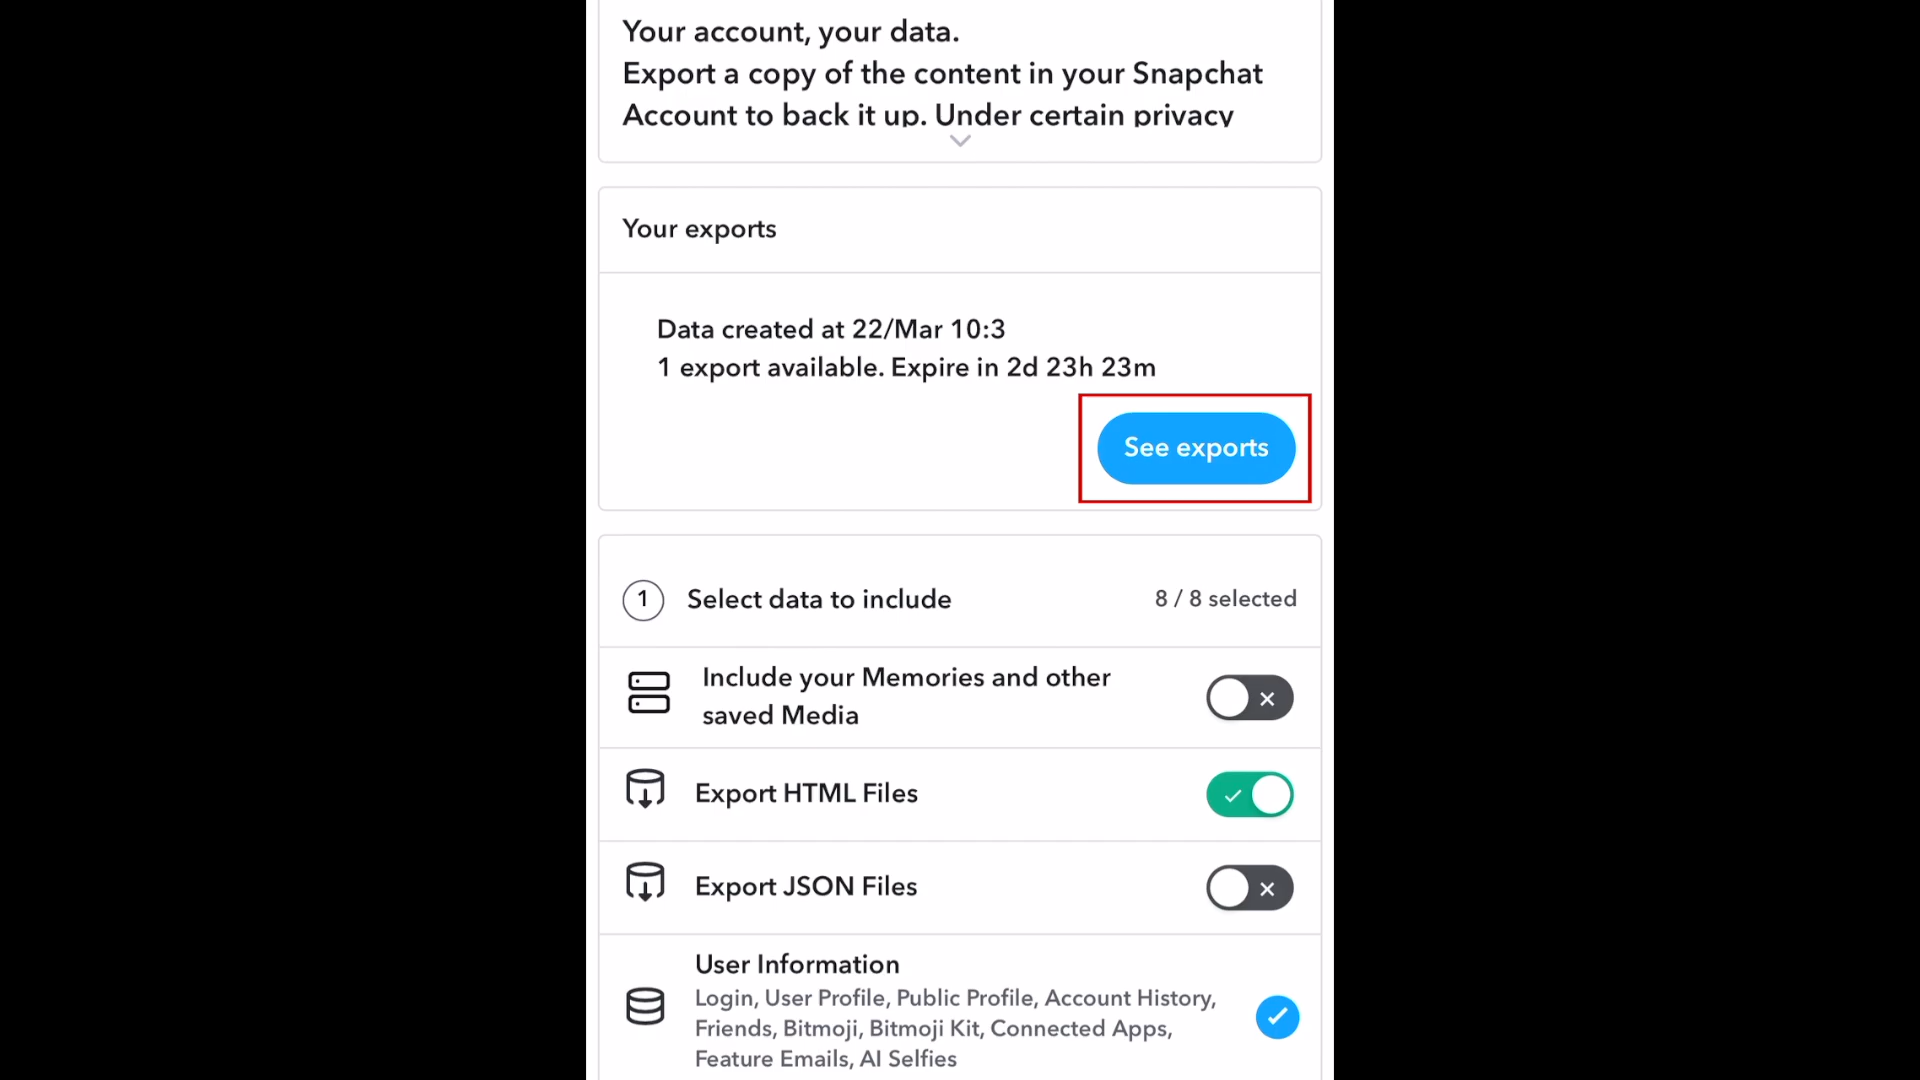 Your account, your data.
Export a copy of the content in your Snapchat
Account to back it up. Under certain privacy
Your exports
Data created at 22/Mar 10:3
1 export available. Expire in 2d 23h 23m
See exports
1 Select data to include 8 / 8 selected
Include your Memories and other
saved Media
Export HTML Files
Export JSON Files
User Information
Login, User Profile, Public Profile, Account History,
Friends, Bitmoji, Bitmoji Kit, Connected Apps,
Feature Emails, AI Selfies